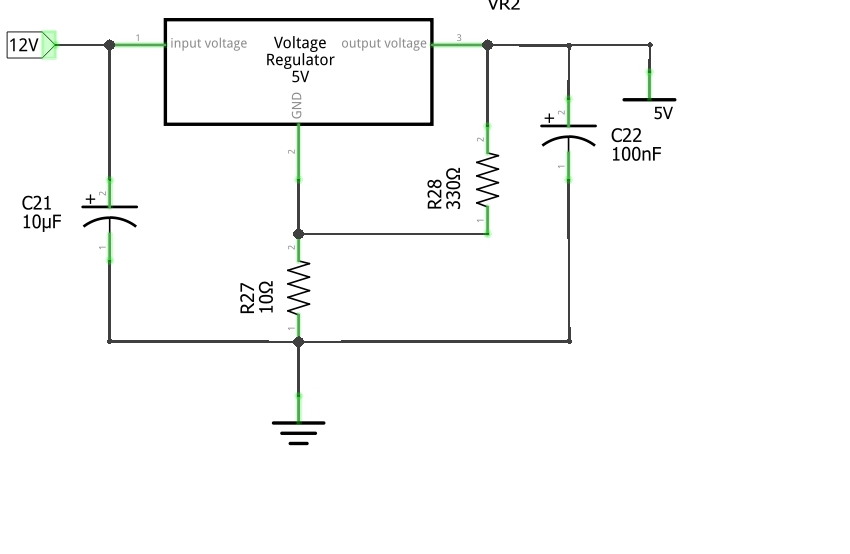 VR2
12V
1
input voltage
Voltage
Regulator
5V
output voltage
3
GND
2
5V
+
2
C22
100nF
1
2
R28
330Ω
1
C21
10µF
+
2
1
2
R27
10Ω
1